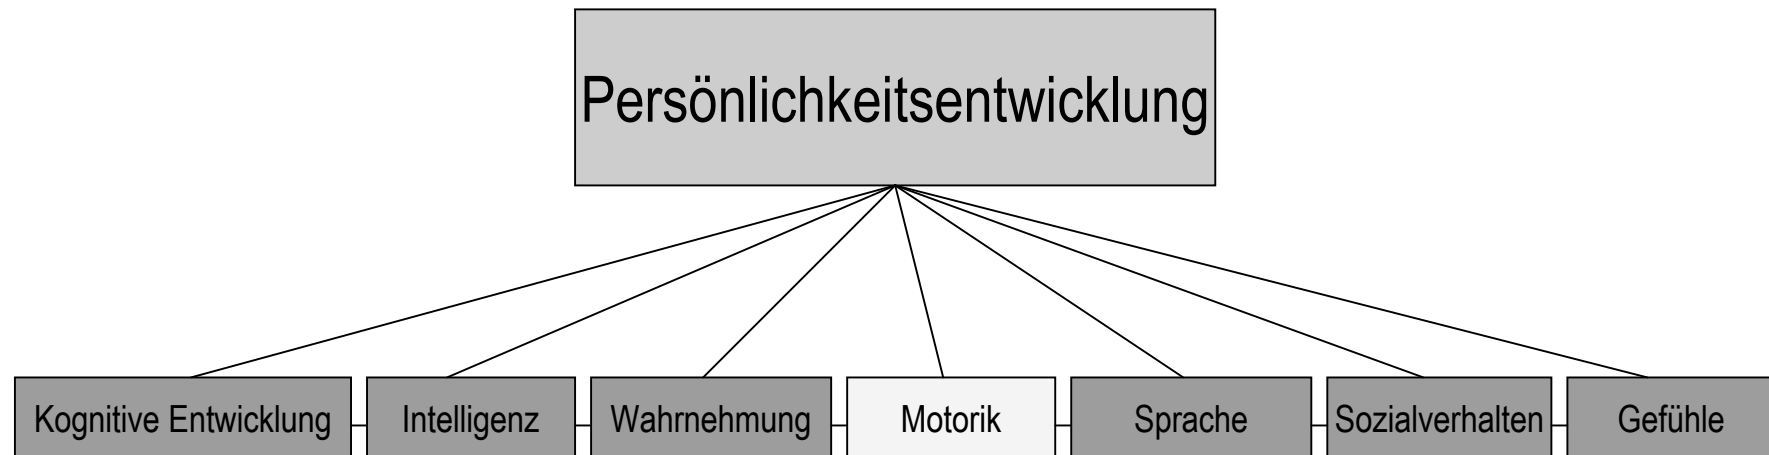 Persönlichkeitsentwicklung
Kognitive Entwicklung
Intelligenz
Wahrnehmung
Motorik
Sprache
Sozialverhalten
Gefühle